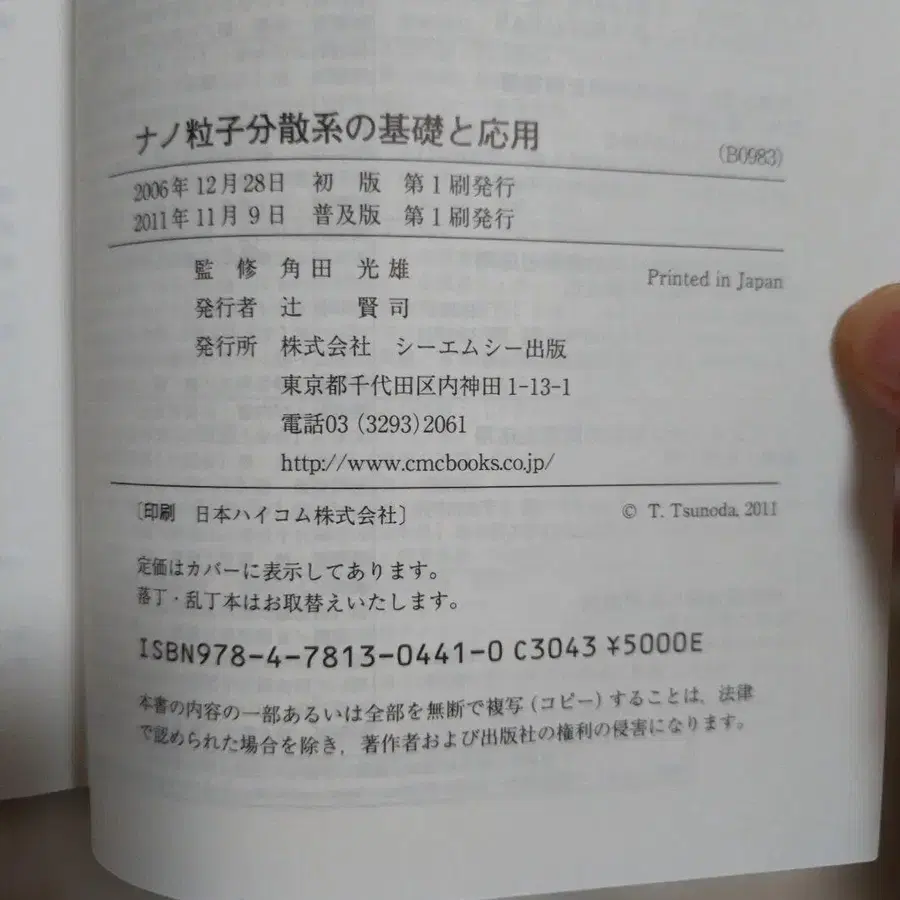 ナノ粒子分散系の基礎と応用 (B0983)
2006年12月28日 初 版 第1刷発行
2011年11月9日 普及版 第1刷発行
監 修 角田 光雄 Printed in Japan
発行者 辻 賢司
発行所 株式会社 シーエムシー出版
東京都千代田区内神田1-13-1
電話03 (3293) 2061
http://www.cmcbooks.co.jp/
〔印刷 日本ハイコム株式会社〕 © T. Tsunoda, 2011
定価はカバーに表示してあります。
落丁・乱丁本はお取替えいたします。
ISBN978-4-7813-0441-0 C3043 ¥5000E
本書の内容の一部あるいは全部を無断で複写(コピー)することは、法律
で認められた場合を除き、著作者および出版社の権利の侵害になります。